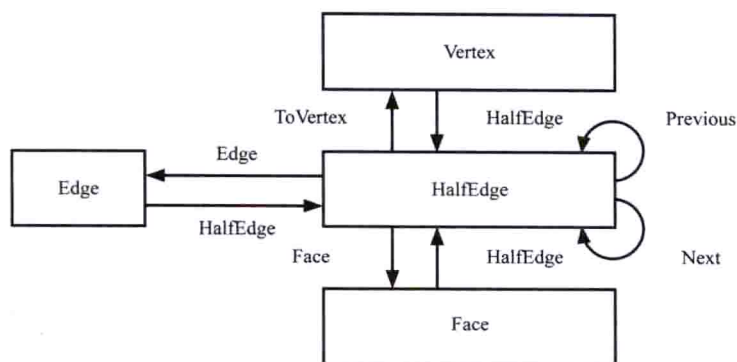 Vertex
ToVertex
HalfEdge
Previous
Edge
Edge
HalfEdge
HalfEdge
Face
HalfEdge
Next
Face